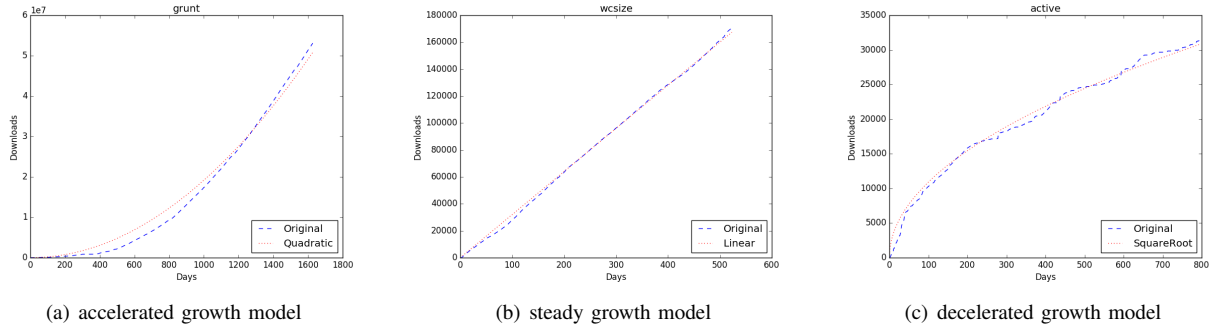 grunt
1e7
6
5
4
3
2
1
0
Downloads
0 200 400 600 800 1000 1200 1400 1600 1800
Days
Original
Quadratic
(a) accelerated growth model
wcsize
180000
160000
140000
120000
100000
80000
60000
40000
20000
0
Downloads
0 100 200 300 400 500 600
Days
Original
Linear
(b) steady growth model
active
35000
30000
25000
20000
15000
10000
5000
0
Downloads
0 100 200 300 400 500 600 700 800
Days
Original
SquareRoot
(c) decelerated growth model